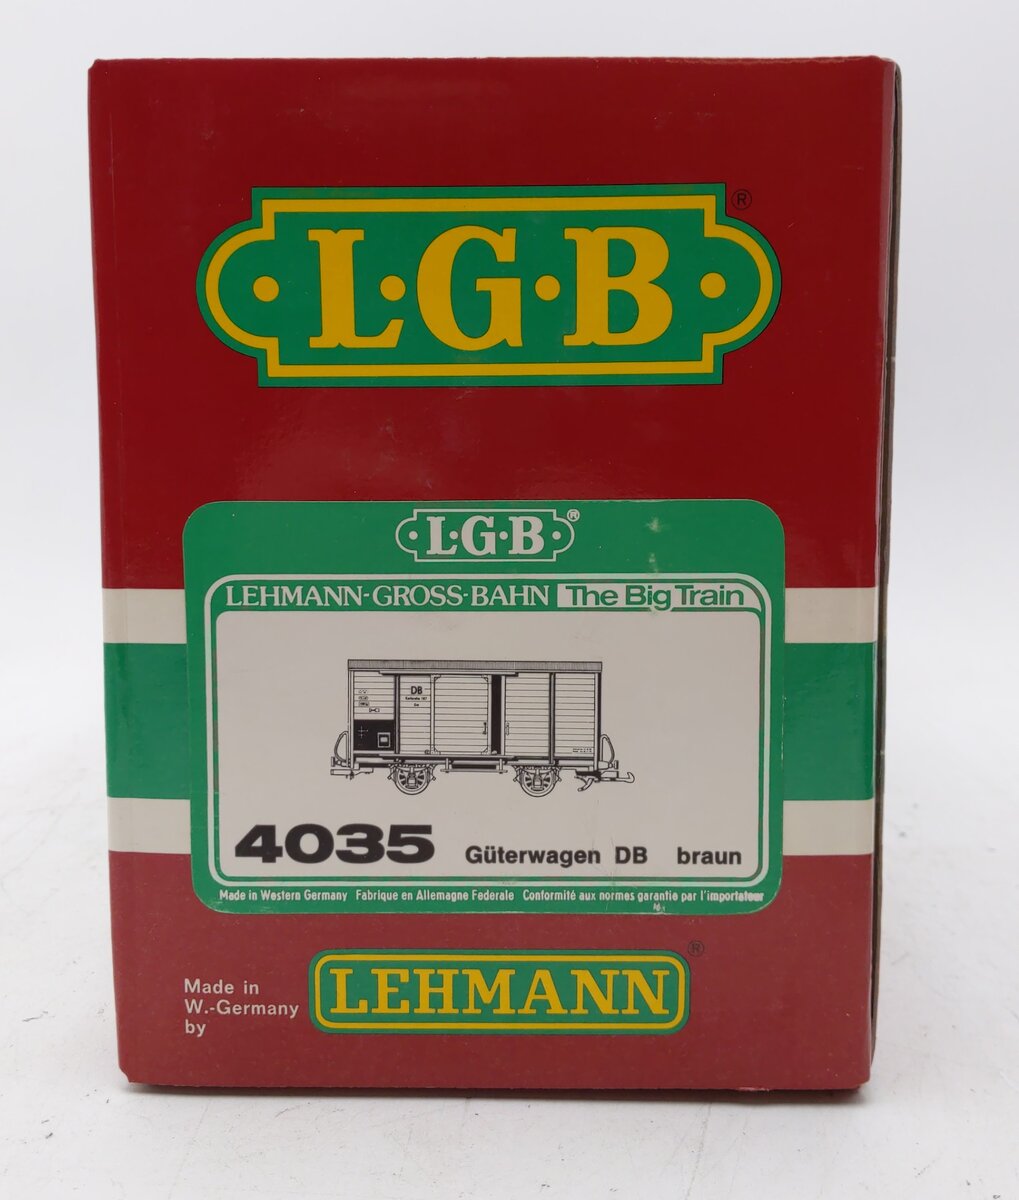 L·G·B ®
L·G·B ®
LEHMANN-GROSS-BAHN The Big Train
DB
4035 Güterwagen DB braun
Made in Western Germany Fabrique en Allemagne Federale Conformité aux normes garantie par l'importateur
Made in
W.-Germany
by
LEHMANN ®